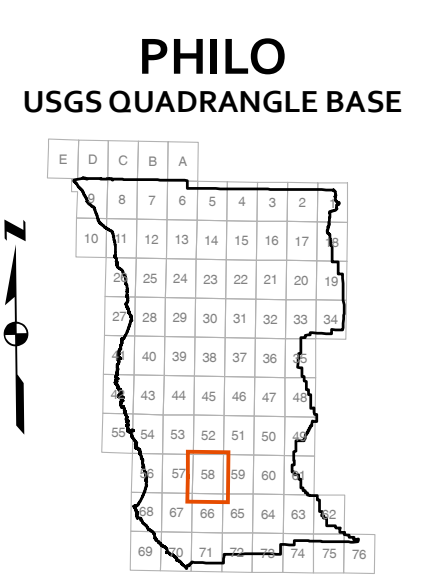 PHILO
USGS QUADRANGLE BASE
E D C B A
9 8 7 6 5 4 3 2 1
Z
10 11 12 13 14 15 16 17 18
26 25 24 23 22 21 20 19
27 28 29 30 31 32 33 34
41 40 39 38 37 36 35
42 43 44 45 46 47 48
55 54 53 52 51 50 49
56 57 58 59 60 61
68 67 66 65 64 63 62
69 70 71 72 73 74 75 76